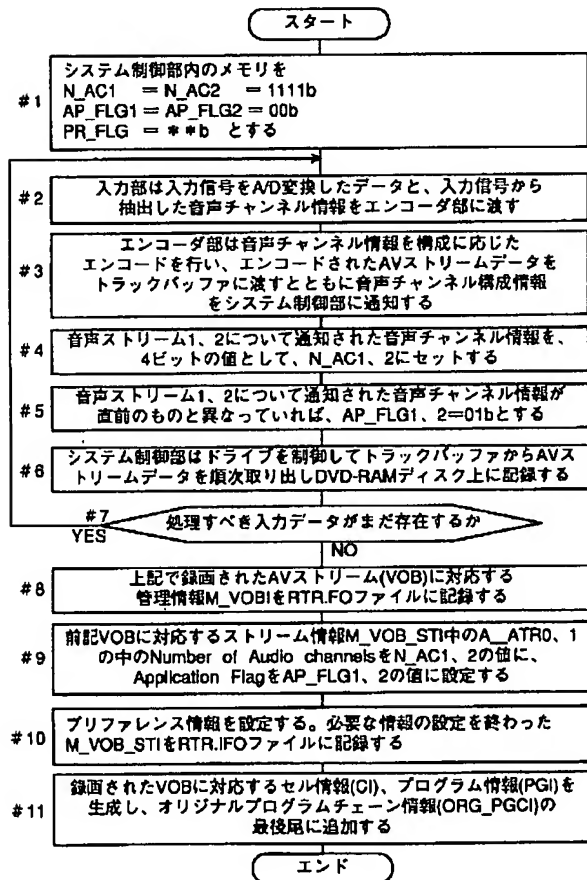 スタート
#1
システム制御部内のメモリを
N_AC1 = N_AC2 = 1111b
AP_FLG1 = AP_FLG2 = 00b
PR_FLG = **b とする
#2
入力部は入力信号をA/D変換したデータと、入力信号から
抽出した音声チャンネル情報をエンコーダ部に渡す
#3
エンコーダ部は音声チャンネル情報を構成に応じた
エンコードを行い、エンコードされたAVストリームデータを
トラックバッファに渡すとともに音声チャンネル構成情報
をシステム制御部に通知する
#4
音声ストリーム1、2について通知された音声チャンネル情報を、
4ビットの値として、N_AC1、2にセットする
#5
音声ストリーム1、2について通知された音声チャンネル情報が
直前のものと異なっていれば、AP_FLG1、2=01bとする
#6
システム制御部はドライブを制御してトラックバッファからAVス
トリームデータを順次取り出しDVD-RAMディスク上に記録する
#7
処理すべき入力データがまだ存在するか
YES
NO
#8
上記で録画されたAVストリーム(VOB)に対応する
管理情報M_VOBIをRTR.IFOファイルに記録する
#9
前記VOBに対応するストリーム情報M_VOB_STI中のA_ATR0、1
の中のNumber of Audio channelsをN_AC1、2の値に、
Application FlagをAP_FLG1、2の値に設定する
#10
プリファレンス情報を設定する。必要な情報の設定を終わった
M_VOB_STIをRTR.IFOファイルに記録する
#11
録画されたVOBに対応するセル情報(CI)、プログラム情報(PGI)を
生成し、オリジナルプログラムチェーン情報(ORG_PGCI)の
最後尾に追加する
エンド